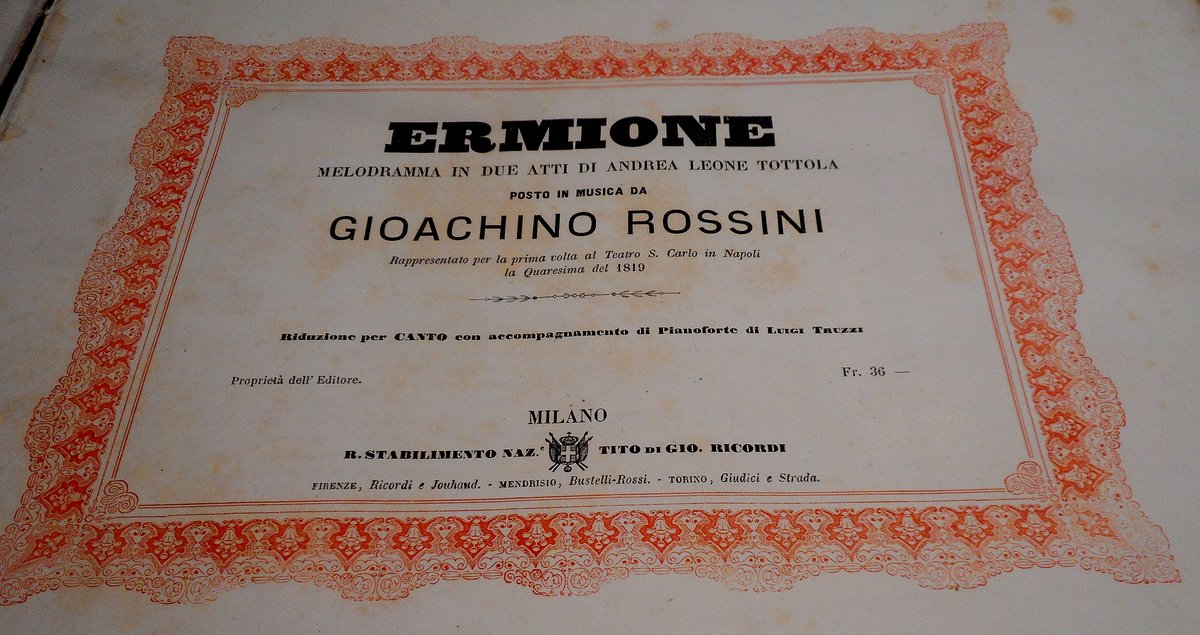 ERMIONE
MELODRAMMA IN DUE ATTI DI ANDREA LEONE TOTTOLA
POSTO IN MUSICA DA
GIOACHINO ROSSINI
Rappresentato per la prima volta al Teatro S. Carlo in Napoli
la Quaresima del 1819
Riduzione per CANTO con accompagnamento di Pianoforte di LUIGI TRUZZI
Proprietà dell' Editore.
Fr. 36 —
MILANO
R. STABILIMENTO NAZ.e TITO DI GIO. RICORDI
FIRENZE, Ricordi e Jouhaud. - MENDRISIO, Bustelli-Rossi. - TORINO, Giudici e Strada.